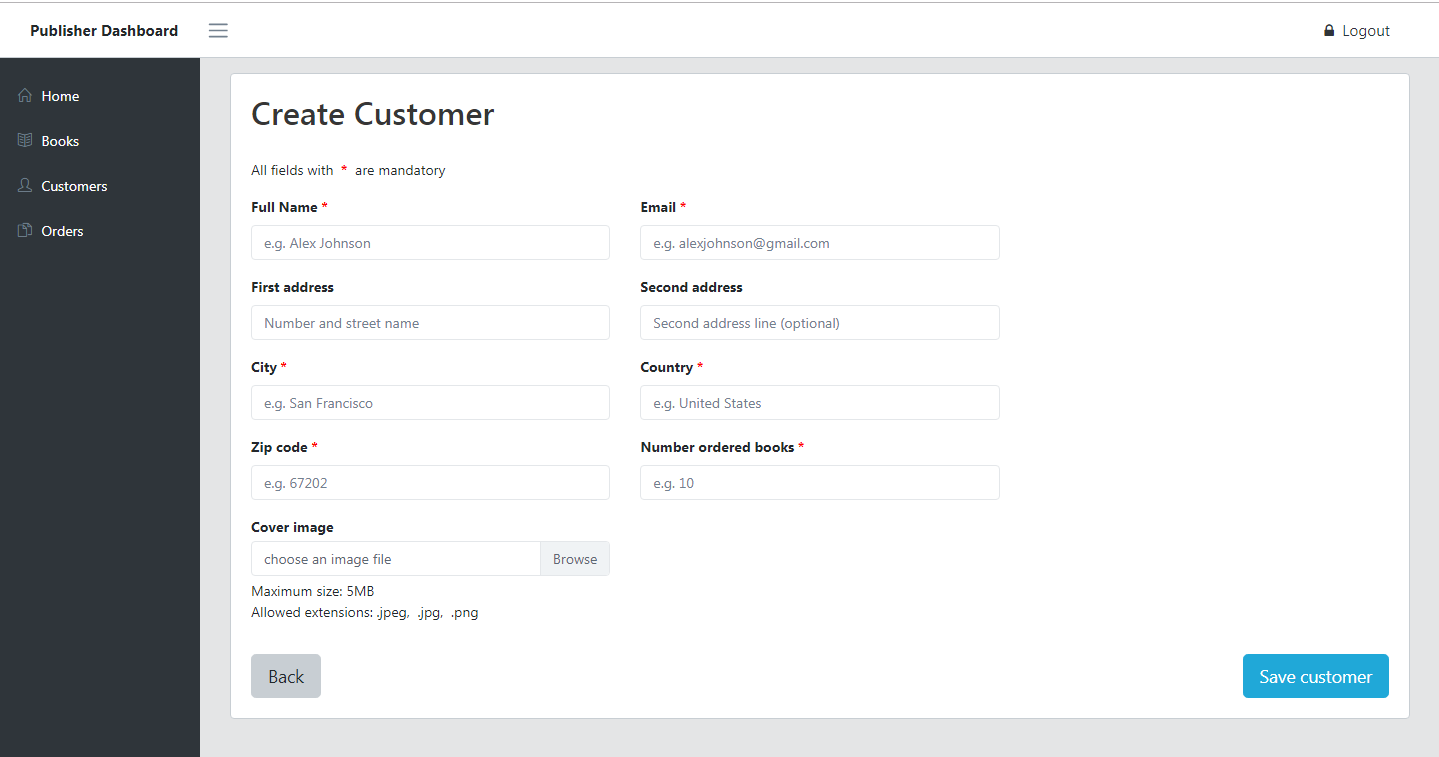 Publisher Dashboard
Logout
Home
Books
Customers
Orders
Create Customer
All fields with * are mandatory
Full Name *
Email *
e.g. Alex Johnson
e.g. alexjohnson@gmail.com
First address
Second address
Number and street name
Second address line (optional)
City *
Country *
e.g. San Francisco
e.g. United States
Zip code *
Number ordered books *
e.g. 67202
e.g. 10
Cover image
choose an image file
Browse
Maximum size: 5MB
Allowed extensions: .jpeg, .jpg, .png
Back
Save customer